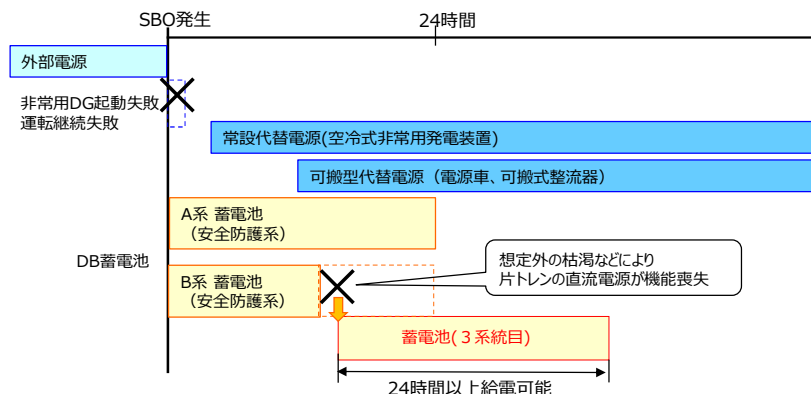 SBO発生
24時間
外部電源
非常用DG起動失敗
運転継続失敗
常設代替電源(空冷式非常用発電装置)
可搬型代替電源（電源車、可搬式整流器）
A系 蓄電池
（安全防護系）
DB蓄電池
B系 蓄電池
（安全防護系）
想定外の枯渇などにより
片トレンの直流電源が機能喪失
蓄電池(３系統目)
24時間以上給電可能